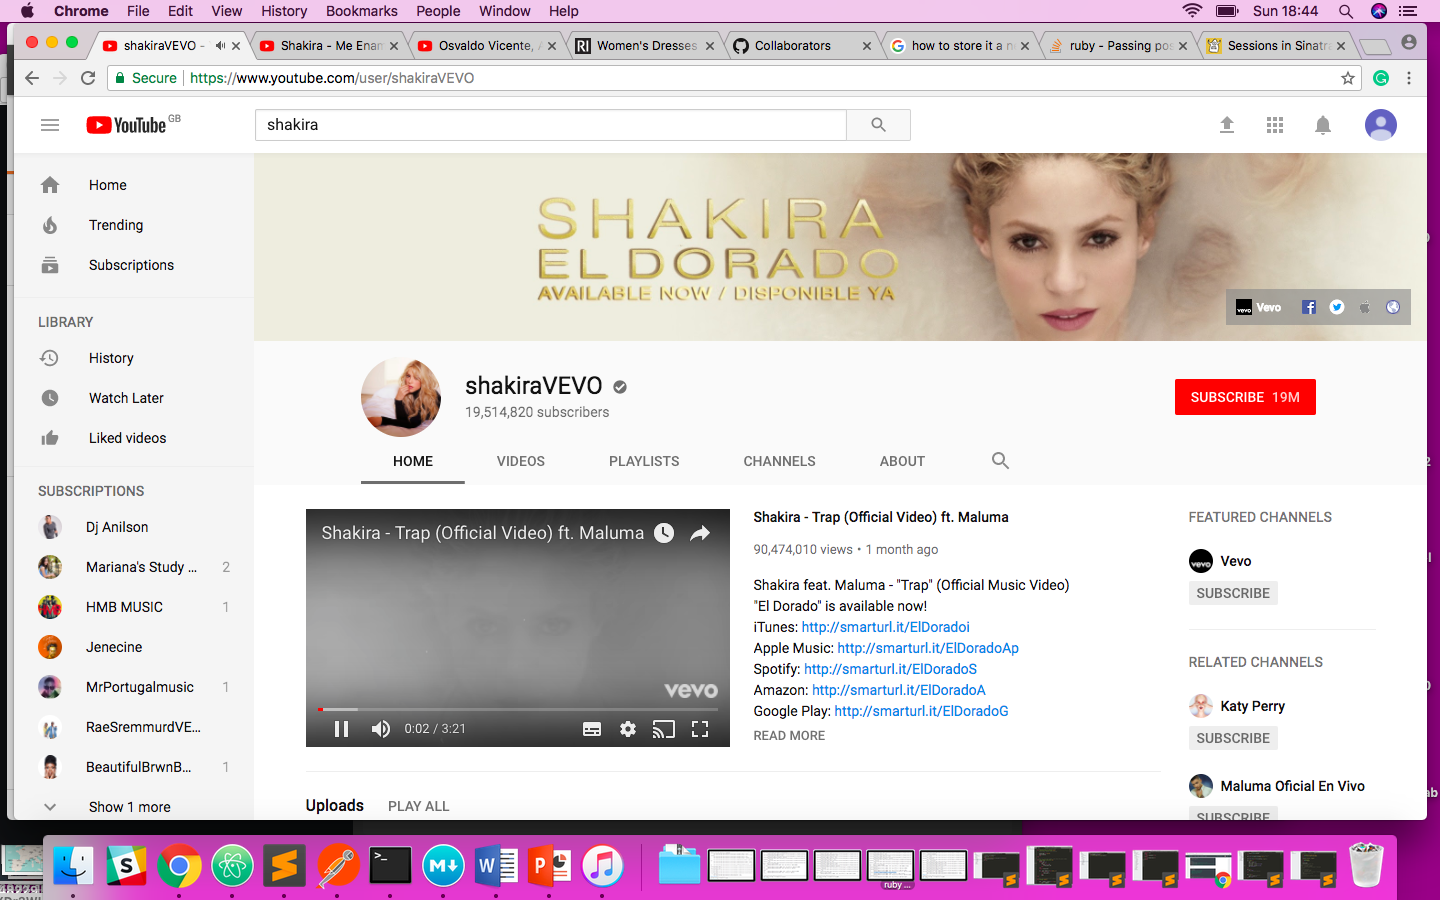 Chrome File Edit View History Bookmarks People Window Help Sun 18:44
shakiraVEVO - Shakira - Me Enam Osvaldo Vicente, Women's Dresses Collaborators how to store it a n ruby - Passing pos Sessions in Sinatra
Secure https://www.youtube.com/user/shakiraVEVO
YouTube GB
shakira
Home
Trending
Subscriptions
LIBRARY
History
Watch Later
Liked videos
SUBSCRIPTIONS
Dj Anilson
Mariana's Study ... 2
HMB MUSIC 1
Jenecine
MrPortugalmusic 1
RaeSremmurdVE...
BeautifulBrwnB... 1
Show 1 more
SHAKIRA
EL DORADO
AVAILABLE NOW / DISPONIBLE YA
vevo Vevo
shakiraVEVO
19,514,820 subscribers
SUBSCRIBE 19M
HOME VIDEOS PLAYLISTS CHANNELS ABOUT
Shakira - Trap (Official Video) ft. Maluma
vevo
0:02 / 3:21
Shakira - Trap (Official Video) ft. Maluma
90,474,010 views • 1 month ago
Shakira feat. Maluma - "Trap" (Official Music Video)
"El Dorado" is available now!
iTunes: http://smarturl.it/ElDoradoi
Apple Music: http://smarturl.it/ElDoradoAp
Spotify: http://smarturl.it/ElDoradoS
Amazon: http://smarturl.it/ElDoradoA
Google Play: http://smarturl.it/ElDoradoG
READ MORE
FEATURED CHANNELS
vevo Vevo
SUBSCRIBE
RELATED CHANNELS
Katy Perry
SUBSCRIBE
Maluma Oficial En Vivo
SUBSCRIBE
Uploads PLAY ALL
ruby ...